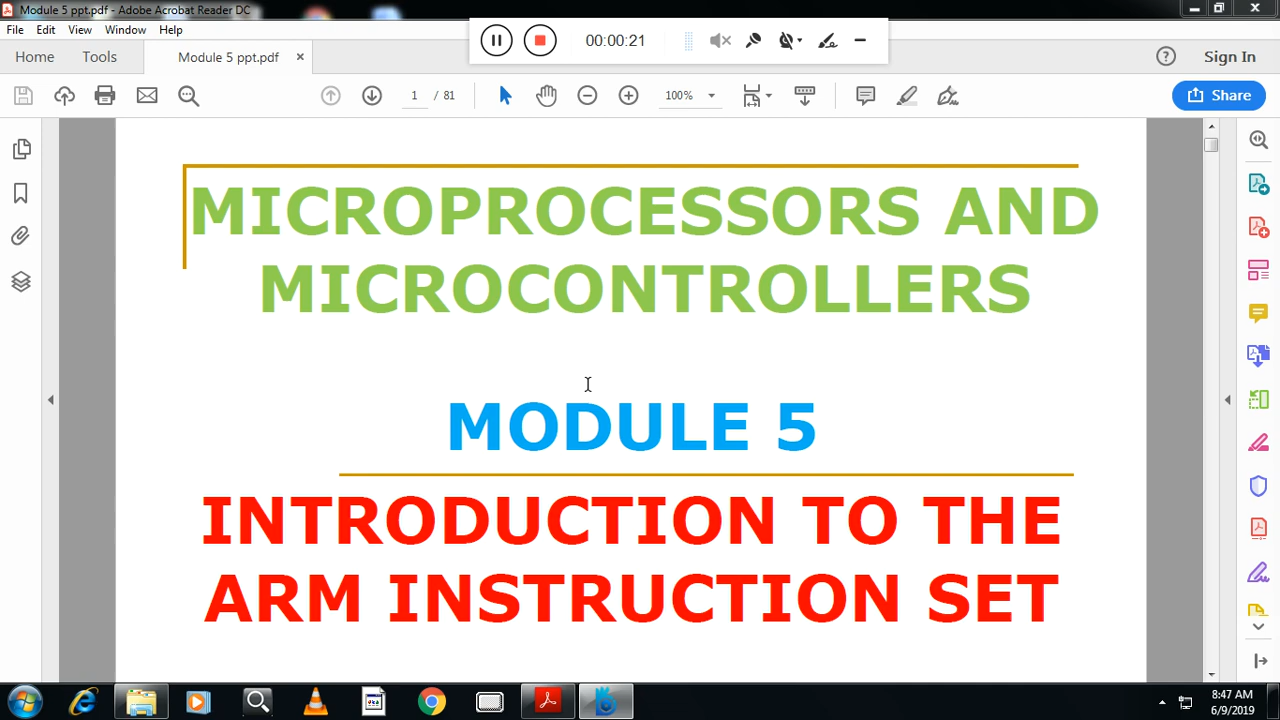 Module 5 ppt.pdf - Adobe Acrobat Reader DC
File Edit View Window Help
00:00:21
Home Tools Module 5 ppt.pdf × Sign In
1 / 81 100% Share
MICROPROCESSORS AND
MICROCONTROLLERS
MODULE 5
INTRODUCTION TO THE
ARM INSTRUCTION SET
8:47 AM
6/9/2019